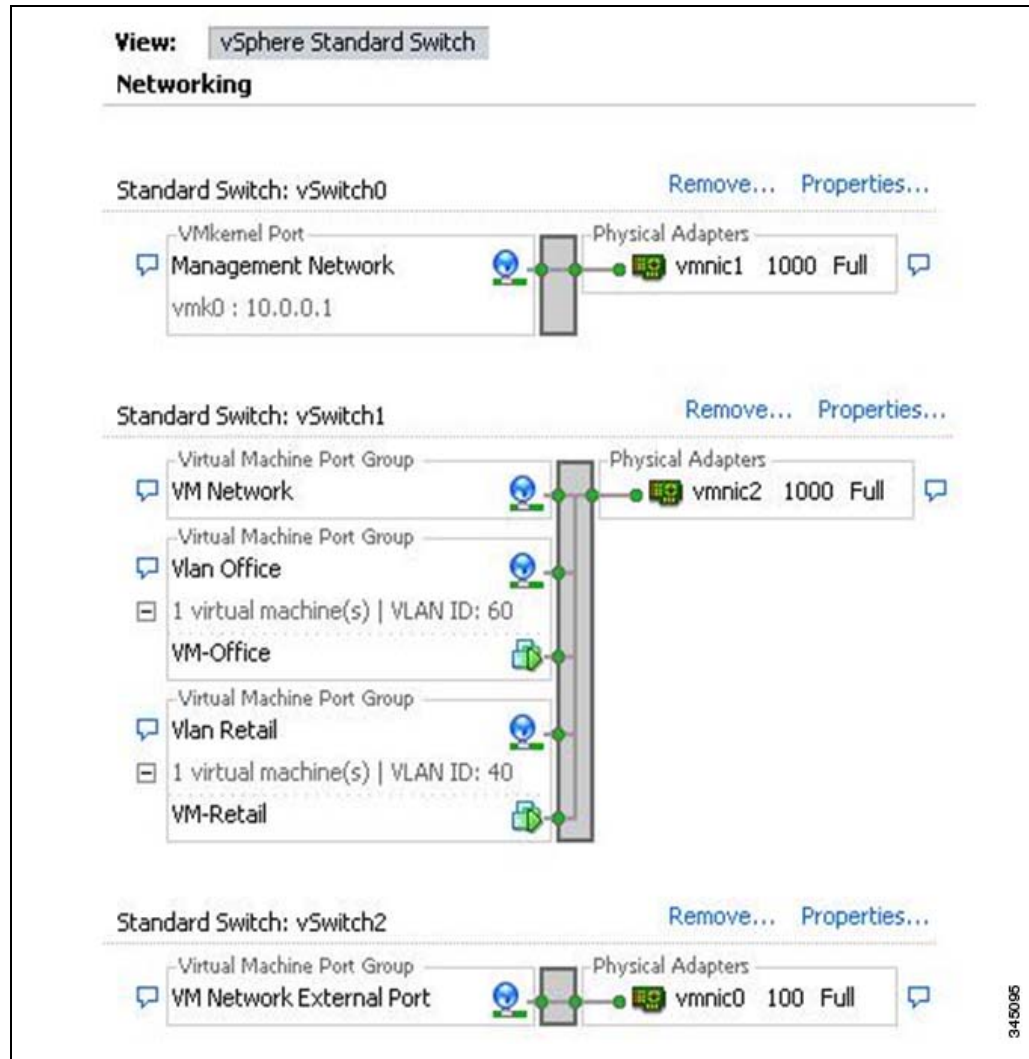 View: vSphere Standard Switch
Networking
Standard Switch: vSwitch0 Remove... Properties...
VMkernel Port Physical Adapters
Management Network vmnic1 1000 Full
vmk0 : 10.0.0.1
Standard Switch: vSwitch1 Remove... Properties...
Virtual Machine Port Group Physical Adapters
VM Network vmnic2 1000 Full
Virtual Machine Port Group
Vlan Office
1 virtual machine(s) | VLAN ID: 60
VM-Office
Virtual Machine Port Group
Vlan Retail
1 virtual machine(s) | VLAN ID: 40
VM-Retail
Standard Switch: vSwitch2 Remove... Properties...
Virtual Machine Port Group Physical Adapters
VM Network External Port vmnic0 100 Full
345095